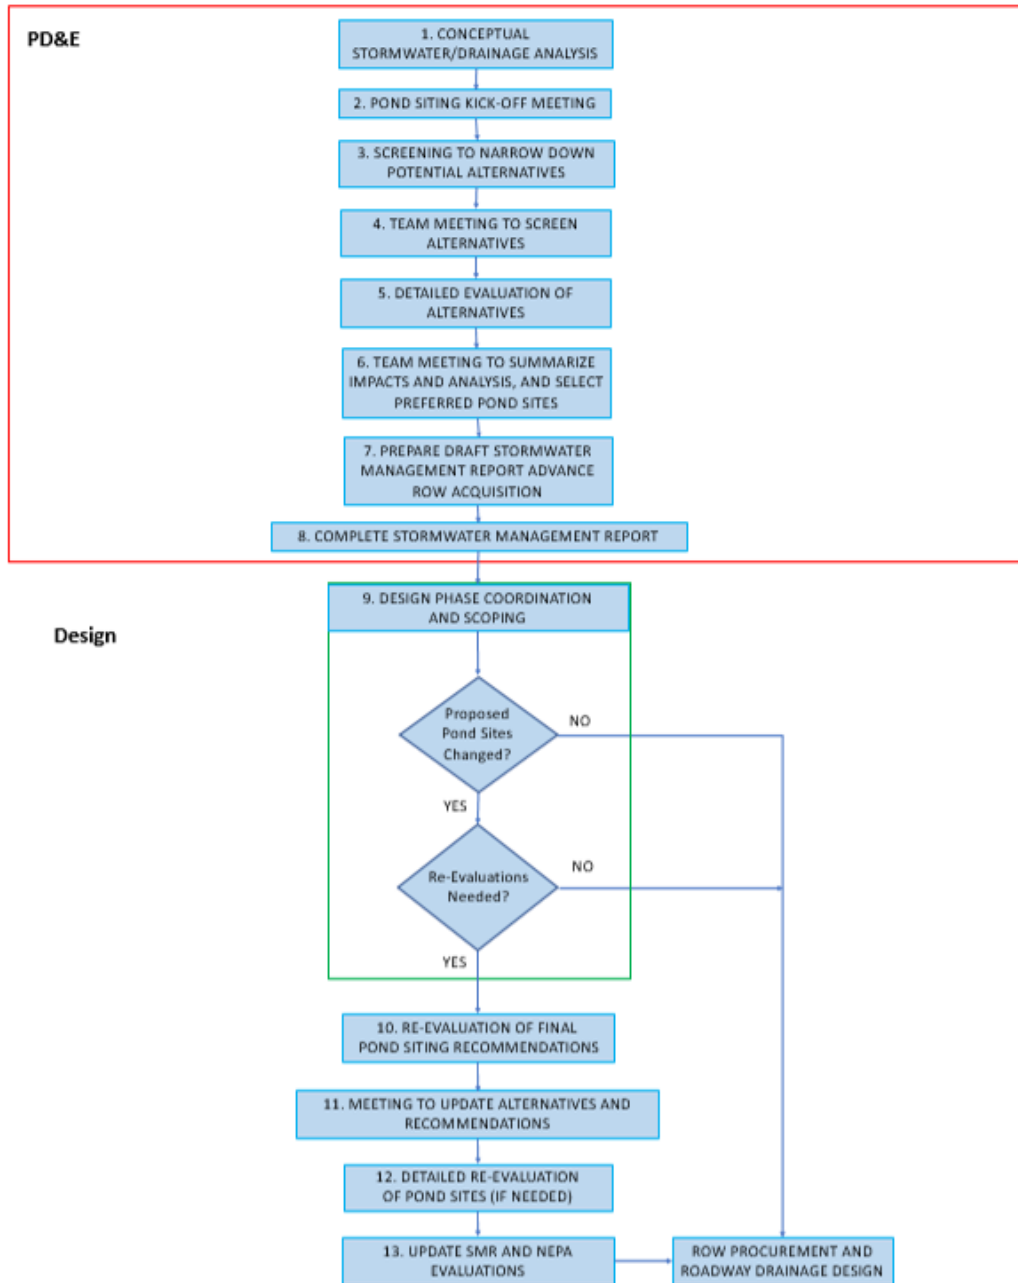 PD&E
1. CONCEPTUAL
STORMWATER/DRAINAGE ANALYSIS
2. POND SITING KICK-OFF MEETING
3. SCREENING TO NARROW DOWN
POTENTIAL ALTERNATIVES
4. TEAM MEETING TO SCREEN
ALTERNATIVES
5. DETAILED EVALUATION OF
ALTERNATIVES
6. TEAM MEETING TO SUMMARIZE
IMPACTS AND ANALYSIS, AND SELECT
PREFERRED POND SITES
7. PREPARE DRAFT STORMWATER
MANAGEMENT REPORT ADVANCE
ROW ACQUISITION
8. COMPLETE STORMWATER MANAGEMENT REPORT
Design
9. DESIGN PHASE COORDINATION
AND SCOPING
Proposed
Pond Sites
Changed?
NO
YES
Re-Evaluations
Needed?
NO
YES
10. RE-EVALUATION OF FINAL
POND SITING RECOMMENDATIONS
11. MEETING TO UPDATE ALTERNATIVES AND
RECOMMENDATIONS
12. DETAILED RE-EVALUATION
OF POND SITES (IF NEEDED)
13. UPDATE SMR AND NEPA
EVALUATIONS
ROW PROCUREMENT AND
ROADWAY DRAINAGE DESIGN